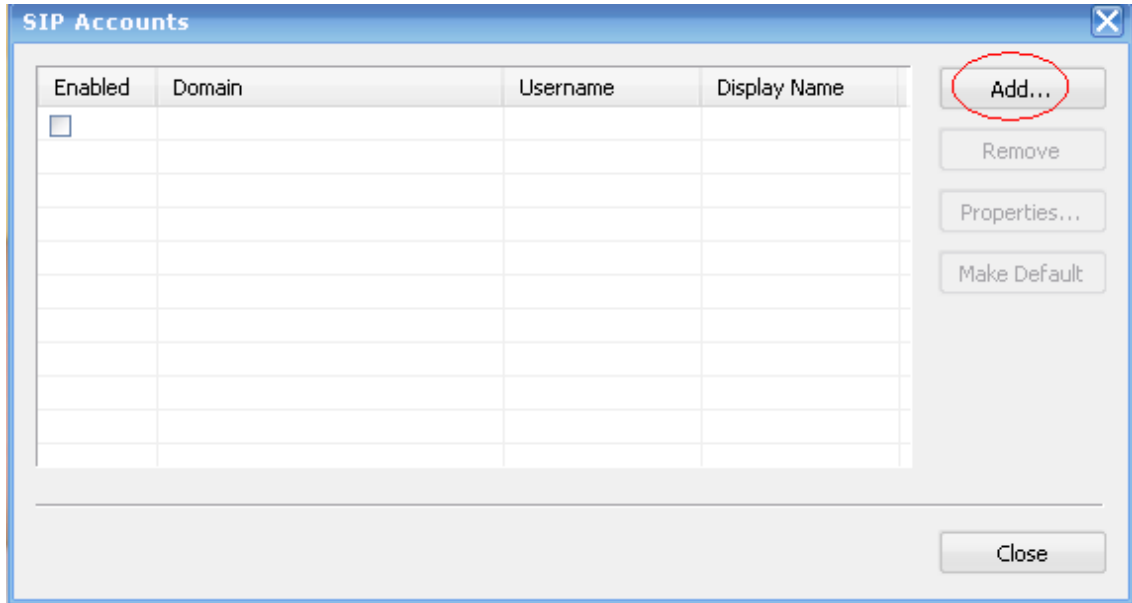 SIP Accounts
Enabled Domain Username Display Name
Add...
Remove
Properties...
Make Default
Close